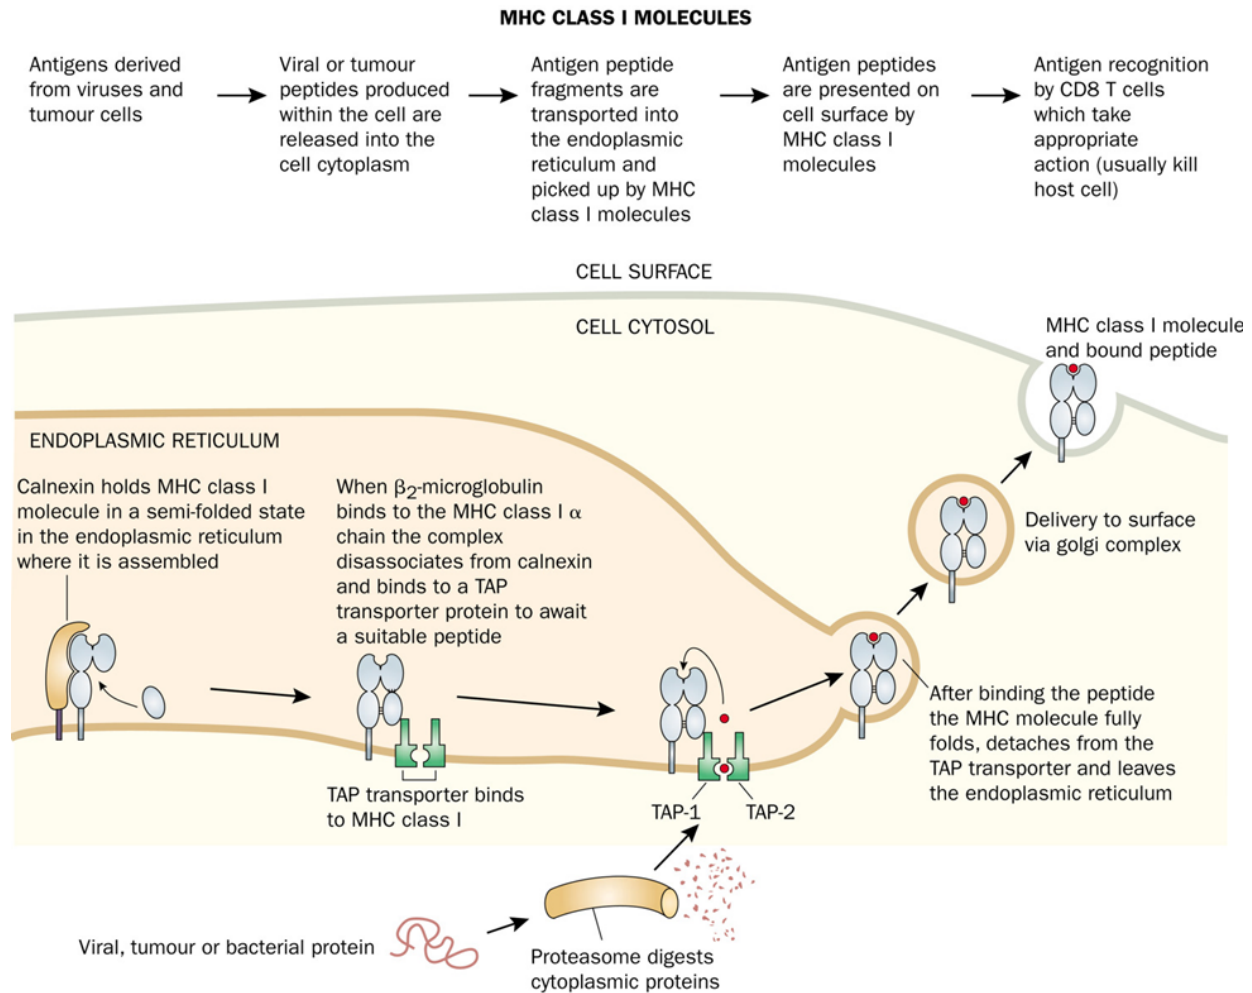 MHC CLASS I MOLECULES
Antigens derived
from viruses and
tumour cells
Viral or tumour
peptides produced
within the cell are
released into the
cell cytoplasm
Antigen peptide
fragments are
transported into
the endoplasmic
reticulum and
picked up by MHC
class I molecules
Antigen peptides
are presented on
cell surface by
MHC class I
molecules
Antigen recognition
by CD8 T cells
which take
appropriate
action (usually kill
host cell)
CELL SURFACE
CELL CYTOSOL
MHC class I molecule
and bound peptide
ENDOPLASMIC RETICULUM
Calnexin holds MHC class I
molecule in a semi-folded state
in the endoplasmic reticulum
where it is assembled
When β2-microglobulin
binds to the MHC class I α
chain the complex
disassociates from calnexin
and binds to a TAP
transporter protein to await
a suitable peptide
Delivery to surface
via golgi complex
After binding the peptide
the MHC molecule fully
folds, detaches from the
TAP transporter and leaves
the endoplasmic reticulum
TAP transporter binds
to MHC class I
TAP-1
TAP-2
Viral, tumour or bacterial protein
Proteasome digests
cytoplasmic proteins